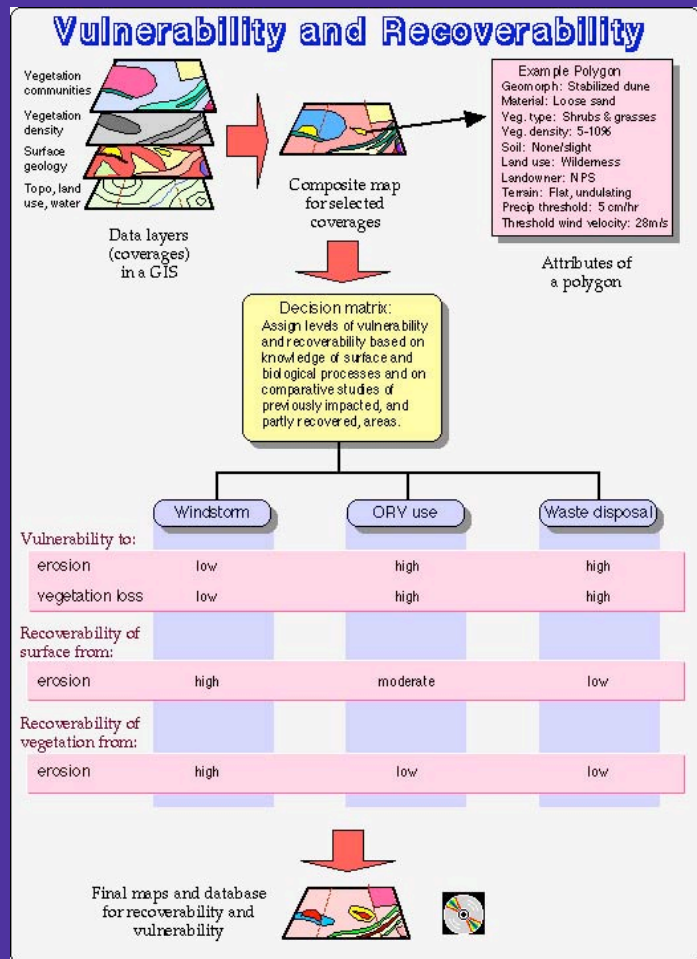 Vulnerability and Recoverability
Vegetation
communities
Vegetation
density
Surface
geology
Topo, land
use, water
Data layers
(coverages)
in a GIS
Composite map
for selected
coverages
Example Polygon
Geomorph: Stabilized dune
Material: Loose sand
Veg. type: Shrubs & grasses
Veg. density: 5-10%
Soil: None/slight
Land use: Wilderness
Landowner: NPS
Terrain: Flat, undulating
Precip threshold: 5 cm/hr
Threshold wind velocity: 28m/s
Attributes of
a polygon
Decision matrix:
Assign levels of vulnerability
and recoverability based on
knowledge of surface and
biological processes and on
comparative studies of
previously impacted, and
partly recovered, areas.
Windstorm ORV use Waste disposal
Vulnerability to:
erosion low high high
vegetation loss low high high
Recoverability of
surface from:
erosion high moderate low
Recoverability of
vegetation from:
erosion high low low
Final maps and database
for recoverability and
vulnerability